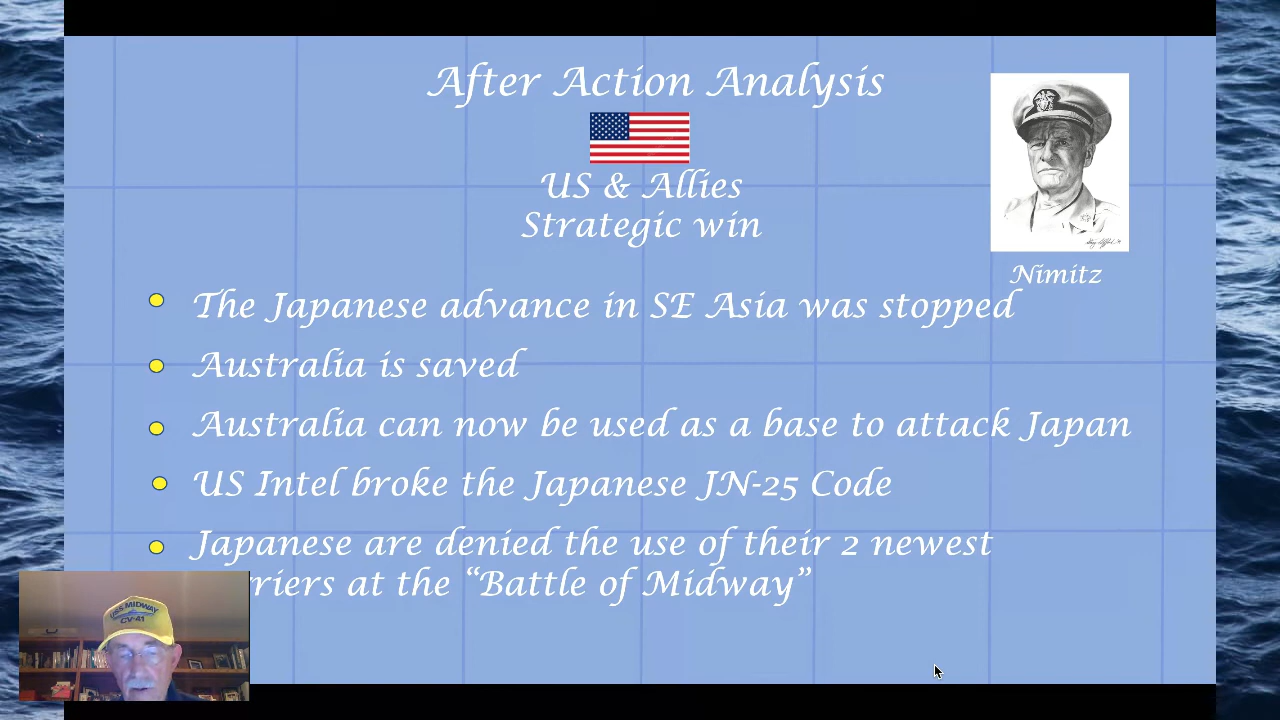 After Action Analysis
US & Allies
Strategic win
Nimitz
The Japanese advance in SE Asia was stopped
Australia is saved
Australia can now be used as a base to attack Japan
US Intel broke the Japanese JN-25 Code
Japanese are denied the use of their 2 newest
rriers at the “Battle of Midway”
USS MIDWAY
CV-41